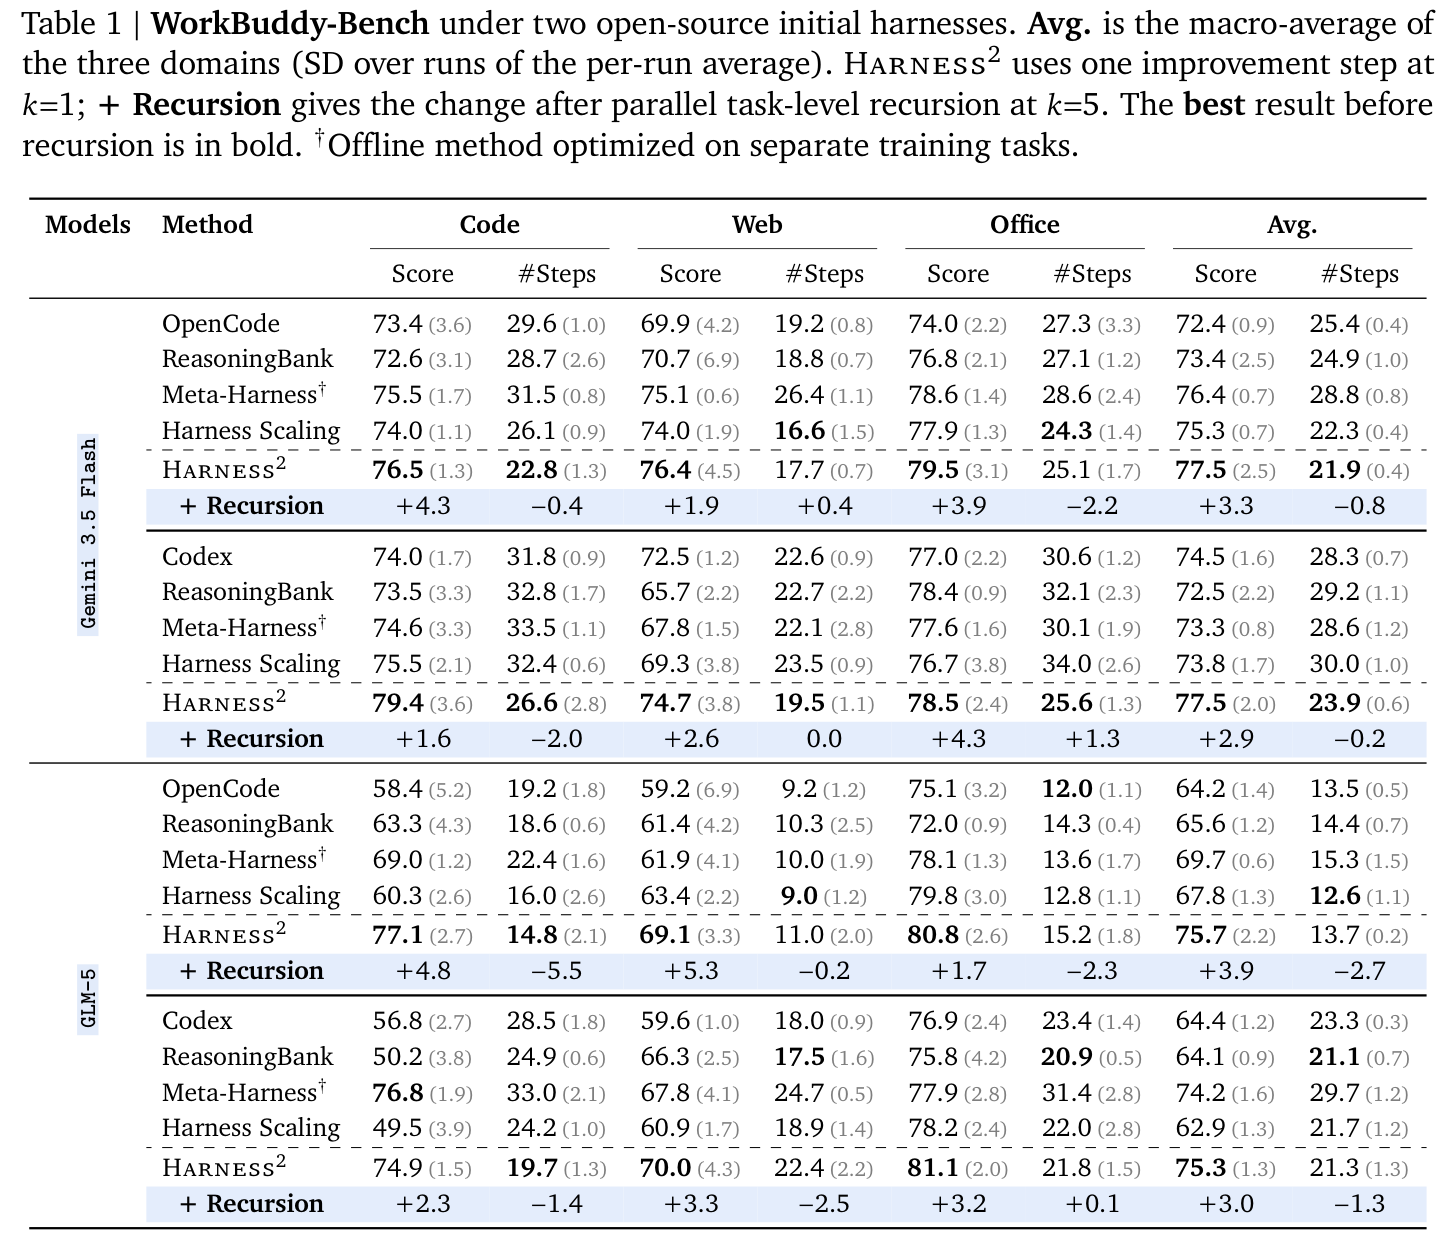 Table 1 | WorkBuddy-Bench under two open-source initial harnesses. Avg. is the macro-average of
the three domains (SD over runs of the per-run average). HARNESS² uses one improvement step at
k=1; + Recursion gives the change after parallel task-level recursion at k=5. The best result before
recursion is in bold. †Offline method optimized on separate training tasks.
Models Method Code Web Office Avg.
Score #Steps Score #Steps Score #Steps Score #Steps
Gemini 3.5 Flash
OpenCode 73.4 (3.6) 29.6 (1.0) 69.9 (4.2) 19.2 (0.8) 74.0 (2.2) 27.3 (3.3) 72.4 (0.9) 25.4 (0.4)
ReasoningBank 72.6 (3.1) 28.7 (2.6) 70.7 (6.9) 18.8 (0.7) 76.8 (2.1) 27.1 (1.2) 73.4 (2.5) 24.9 (1.0)
Meta-Harness† 75.5 (1.7) 31.5 (0.8) 75.1 (0.6) 26.4 (1.1) 78.6 (1.4) 28.6 (2.4) 76.4 (0.7) 28.8 (0.8)
Harness Scaling 74.0 (1.1) 26.1 (0.9) 74.0 (1.9) 16.6 (1.5) 77.9 (1.3) 24.3 (1.4) 75.3 (0.7) 22.3 (0.4)
HARNESS² 76.5 (1.3) 22.8 (1.3) 76.4 (4.5) 17.7 (0.7) 79.5 (3.1) 25.1 (1.7) 77.5 (2.5) 21.9 (0.4)
+ Recursion +4.3 −0.4 +1.9 +0.4 +3.9 −2.2 +3.3 −0.8
Codex 74.0 (1.7) 31.8 (0.9) 72.5 (1.2) 22.6 (0.9) 77.0 (2.2) 30.6 (1.2) 74.5 (1.6) 28.3 (0.7)
ReasoningBank 73.5 (3.3) 32.8 (1.7) 65.7 (2.2) 22.7 (2.2) 78.4 (0.9) 32.1 (2.3) 72.5 (2.2) 29.2 (1.1)
Meta-Harness† 74.6 (3.3) 33.5 (1.1) 67.8 (1.5) 22.1 (2.8) 77.6 (1.6) 30.1 (1.9) 73.3 (0.8) 28.6 (1.2)
Harness Scaling 75.5 (2.1) 32.4 (0.6) 69.3 (3.8) 23.5 (0.9) 76.7 (3.8) 34.0 (2.6) 73.8 (1.7) 30.0 (1.0)
HARNESS² 79.4 (3.6) 26.6 (2.8) 74.7 (3.8) 19.5 (1.1) 78.5 (2.4) 25.6 (1.3) 77.5 (2.0) 23.9 (0.6)
+ Recursion +1.6 −2.0 +2.6 0.0 +4.3 +1.3 +2.9 −0.2
GLM-5
OpenCode 58.4 (5.2) 19.2 (1.8) 59.2 (6.9) 9.2 (1.2) 75.1 (3.2) 12.0 (1.1) 64.2 (1.4) 13.5 (0.5)
ReasoningBank 63.3 (4.3) 18.6 (0.6) 61.4 (4.2) 10.3 (2.5) 72.0 (0.9) 14.3 (0.4) 65.6 (1.2) 14.4 (0.7)
Meta-Harness† 69.0 (1.2) 22.4 (1.6) 61.9 (4.1) 10.0 (1.9) 78.1 (1.3) 13.6 (1.7) 69.7 (0.6) 15.3 (1.5)
Harness Scaling 60.3 (2.6) 16.0 (2.6) 63.4 (2.2) 9.0 (1.2) 79.8 (3.0) 12.8 (1.1) 67.8 (1.3) 12.6 (1.1)
HARNESS² 77.1 (2.7) 14.8 (2.1) 69.1 (3.3) 11.0 (2.0) 80.8 (2.6) 15.2 (1.8) 75.7 (2.2) 13.7 (0.2)
+ Recursion +4.8 −5.5 +5.3 −0.2 +1.7 −2.3 +3.9 −2.7
Codex 56.8 (2.7) 28.5 (1.8) 59.6 (1.0) 18.0 (0.9) 76.9 (2.4) 23.4 (1.4) 64.4 (1.2) 23.3 (0.3)
ReasoningBank 50.2 (3.8) 24.9 (0.6) 66.3 (2.5) 17.5 (1.6) 75.8 (4.2) 20.9 (0.5) 64.1 (0.9) 21.1 (0.7)
Meta-Harness† 76.8 (1.9) 33.0 (2.1) 67.8 (4.1) 24.7 (0.5) 77.9 (2.8) 31.4 (2.8) 74.2 (1.6) 29.7 (1.2)
Harness Scaling 49.5 (3.9) 24.2 (1.0) 60.9 (1.7) 18.9 (1.4) 78.2 (2.4) 22.0 (2.8) 62.9 (1.3) 21.7 (1.2)
HARNESS² 74.9 (1.5) 19.7 (1.3) 70.0 (4.3) 22.4 (2.2) 81.1 (2.0) 21.8 (1.5) 75.3 (1.3) 21.3 (1.3)
+ Recursion +2.3 −1.4 +3.3 −2.5 +3.2 +0.1 +3.0 −1.3